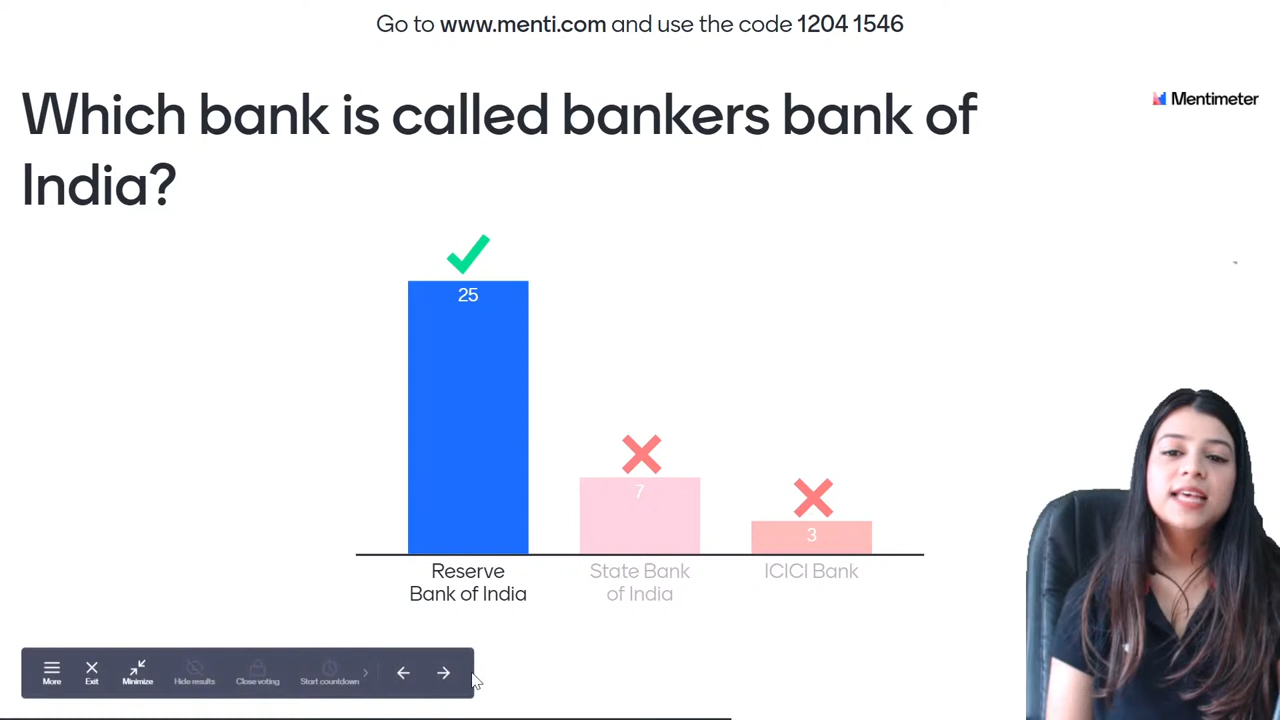 Go to www.menti.com and use the code 1204 1546
Mentimeter
Which bank is called bankers bank of
India?
25
7
3
Reserve
Bank of India
State Bank
of India
ICICI Bank
More
Exit
Minimize
Hide results
Close voting
Start countdown